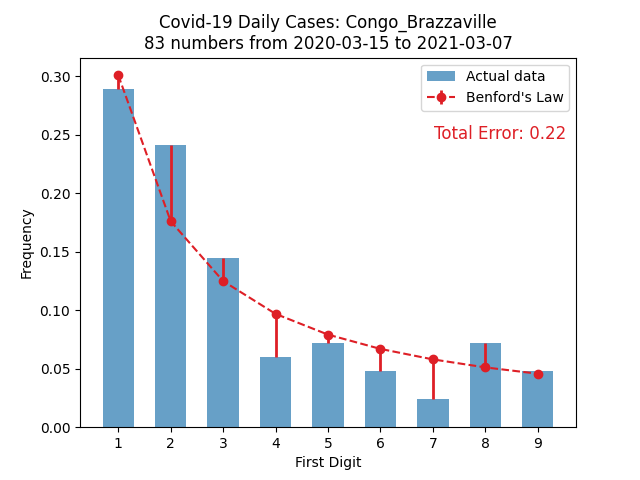 Covid-19 Daily Cases: Congo_Brazzaville
83 numbers from 2020-03-15 to 2021-03-07
Actual data
Benford's Law
Total Error: 0.22
0.30
0.25
0.20
0.15
0.10
0.05
0.00
Frequency
1 2 3 4 5 6 7 8 9
First Digit